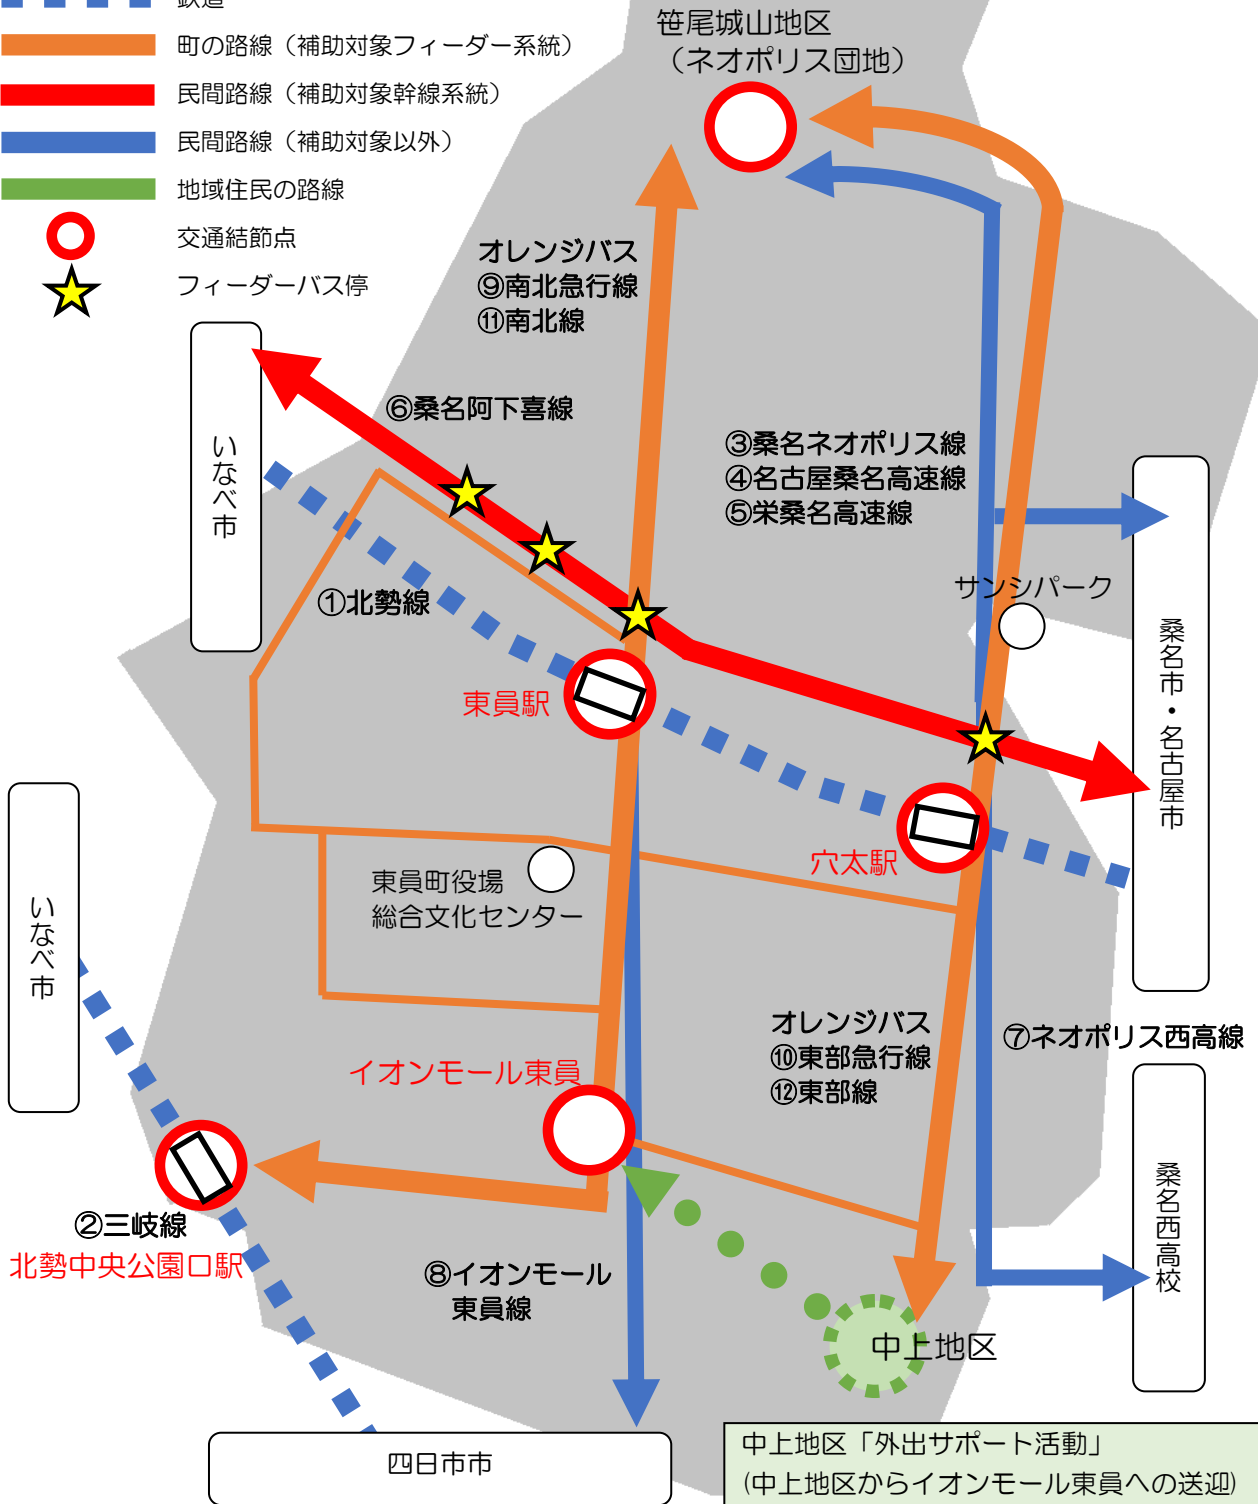 鉄道
町の路線（補助対象フィーダー系統）
民間路線（補助対象幹線系統）
民間路線（補助対象以外）
地域住民の路線
交通結節点
フィーダーバス停
笹尾城山地区
（ネオポリス団地）
オレンジバス
⑨南北急行線
⑪南北線
いなべ市
⑥桑名阿下喜線
③桑名ネオポリス線
④名古屋桑名高速線
⑤栄桑名高速線
①北勢線
サンシパーク
桑名市・名古屋市
東員駅
穴太駅
東員町役場
総合文化センター
いなべ市
オレンジバス
⑩東部急行線
⑫東部線
⑦ネオポリス西高線
イオンモール東員
桑名西高校
②三岐線
北勢中央公園口駅
⑧イオンモール
東員線
中上地区
四日市市
中上地区「外出サポート活動」
(中上地区からイオンモール東員への送迎)